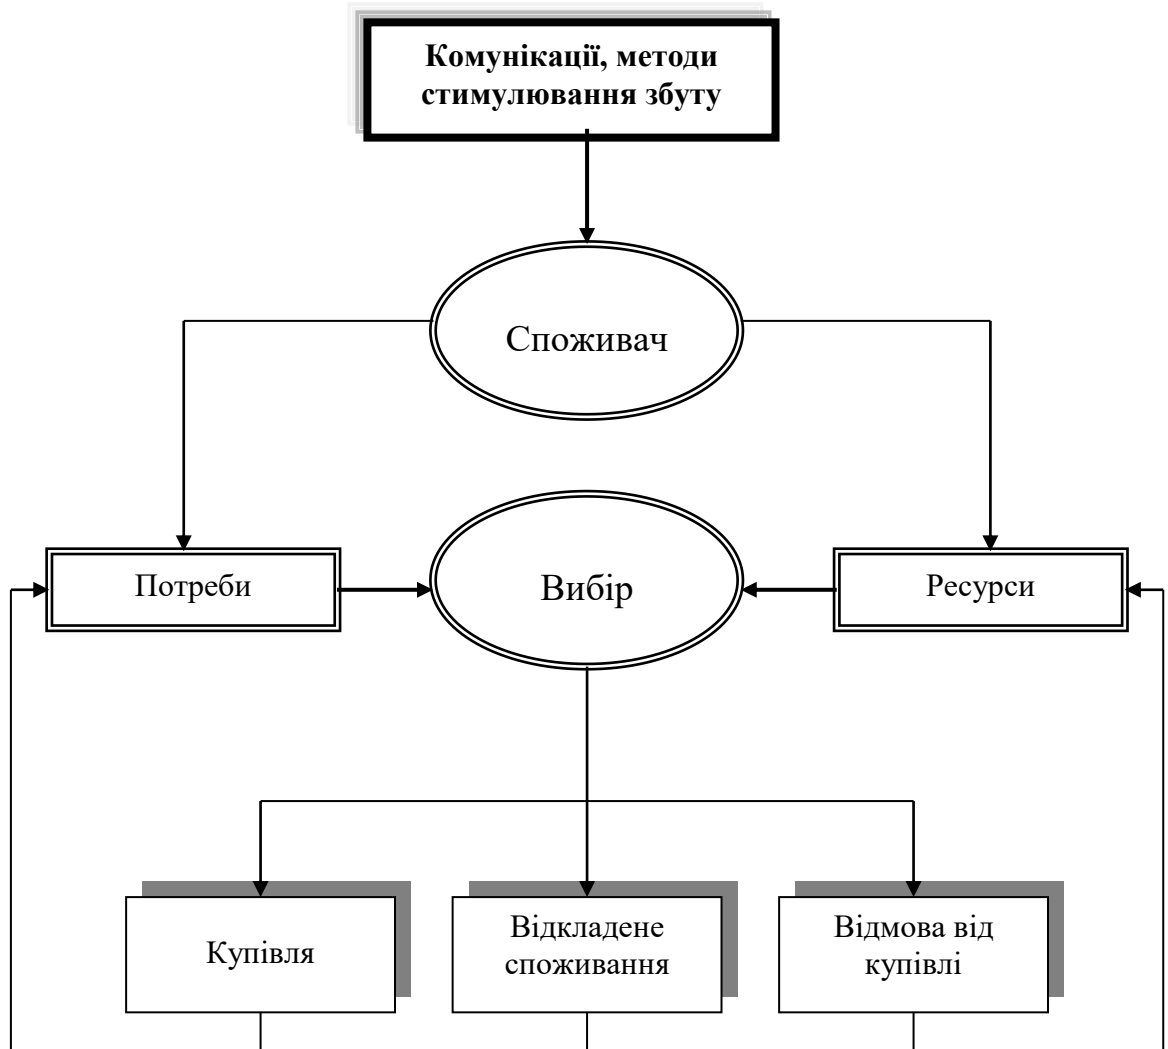 Комунікації, методи
стимулювання збуту
Споживач
Потреби
Вибір
Ресурси
Купівля
Відкладене
споживання
Відмова від
купівлі